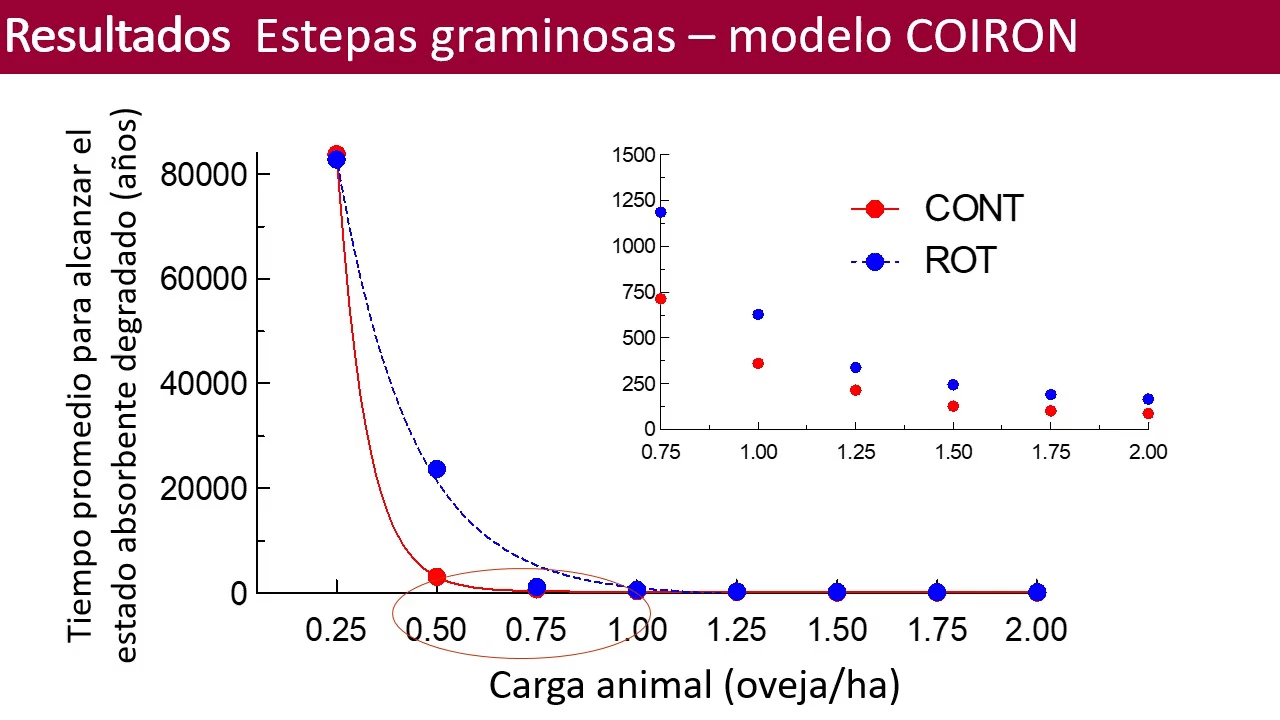 Resultados Estepas graminosas – modelo COIRON
Tiempo promedio para alcanzar el
estado absorbente degradado (años)
80000
60000
40000
20000
0
0.25 0.50 0.75 1.00 1.25 1.50 1.75 2.00
Carga animal (oveja/ha)
1500
1250
1000
750
500
250
0
0.75 1.00 1.25 1.50 1.75 2.00
CONT
ROT